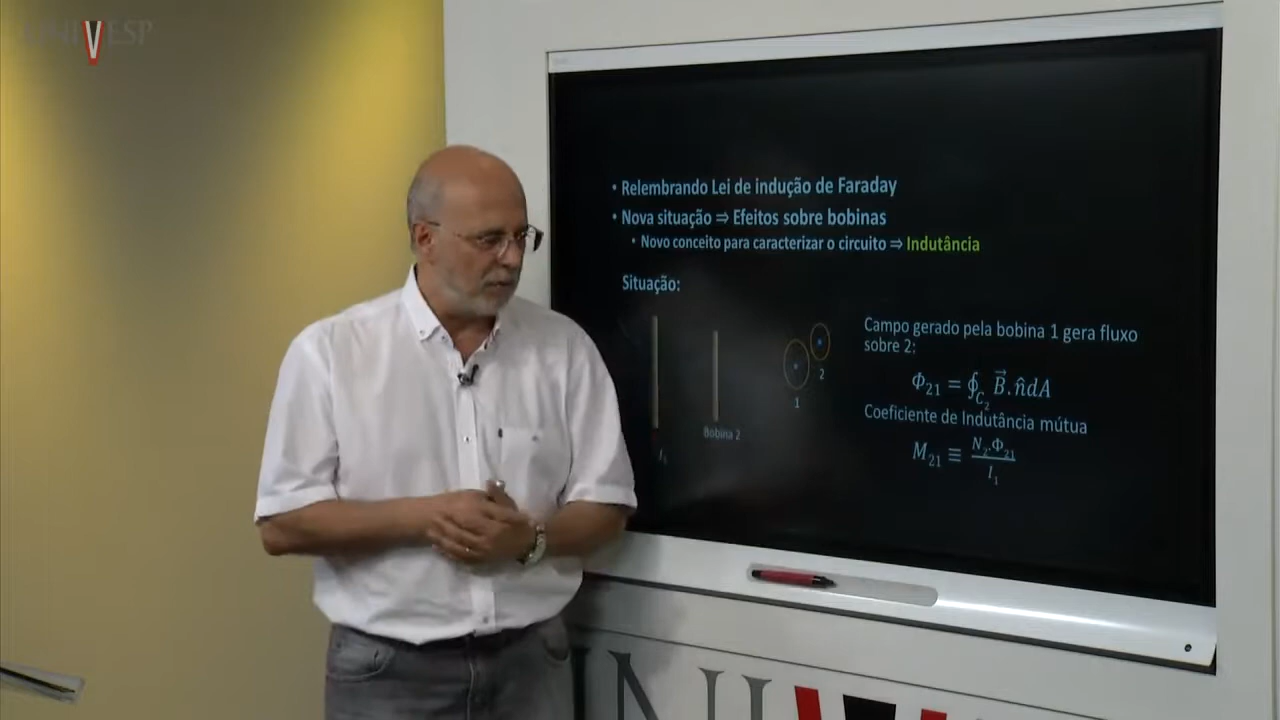 UNIVESP
• Relembrando Lei de indução de Faraday
• Nova situação ⇒ Efeitos sobre bobinas
• Novo conceito para caracterizar o circuito ⇒ Indutância
Situação:
Campo gerado pela bobina 1 gera fluxo
sobre 2:
Φ₂₁ = ∮_C₂ B⃗.n̂dA
Coeficiente de Indutância mútua
M₂₁ ≡ N₂.Φ₂₁ / I₁
Bobina 2
I₁
1
2
UNIV